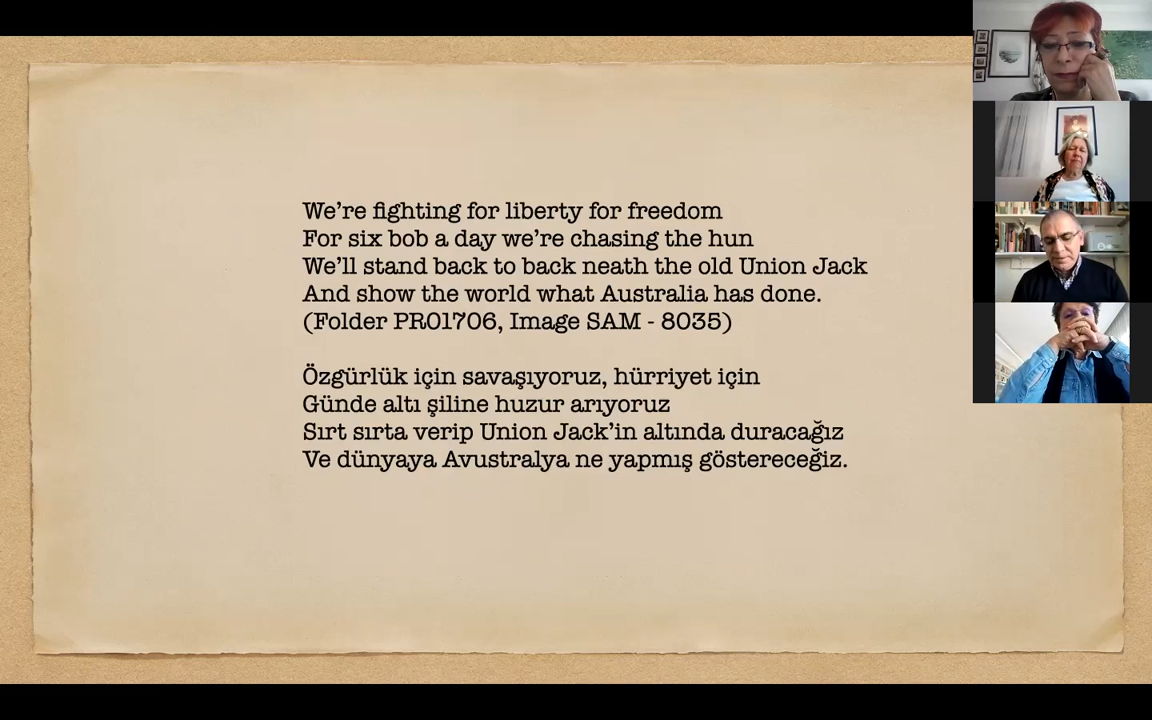 We're fighting for liberty for freedom
For six bob a day we're chasing the hun
We'll stand back to back neath the old Union Jack
And show the world what Australia has done.
(Folder PR01706, Image SAM - 8035)
Özgürlük için savaşıyoruz, hürriyet için
Günde altı şiline huzur arıyoruz
Sırt sırta verip Union Jack'in altında duracağız
Ve dünyaya Avustralya ne yapmış göstereceğiz.